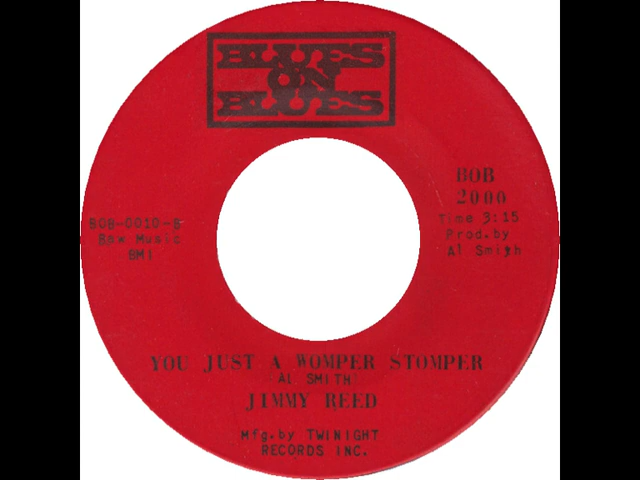 BLUES
ON
BLUES
BOB
2000
BOB-0010-B
Box Music
BMI
Time 3:15
Prod.by
Al Smith
YOU JUST A WOMPER STOMPER
AL SMITH
JIMMY REED
Mfg.by TWINIGHT
RECORDS INC.